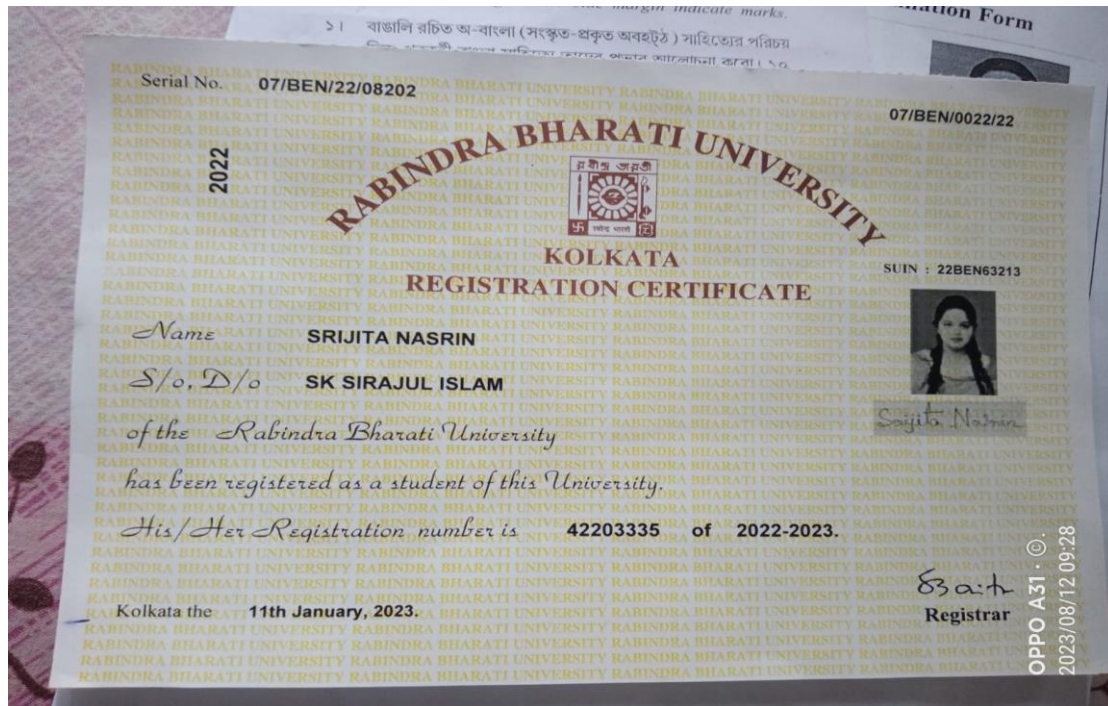 margin indicate marks.
১। বাঙালি রচিত অ-বাংলা (সংস্কৃত-প্রকৃত অবহট্‌ঠ) সাহিত্যের পরিচয়
Form
Serial No. 07/BEN/22/08202
07/BEN/0022/22
2022
RABINDRA BHARATI UNIVERSITY
KOLKATA
REGISTRATION CERTIFICATE
SUIN : 22BEN63213
Name SRIJITA NASRIN
S/o, D/o SK SIRAJUL ISLAM
Srijita Nasrin
of the Rabindra Bharati University
has been registered as a student of this University.
His/Her Registration number is 42203335 of 2022-2023.
Kolkata the 11th January, 2023.
Registrar
OPPO A31
2023/08/12 09:28